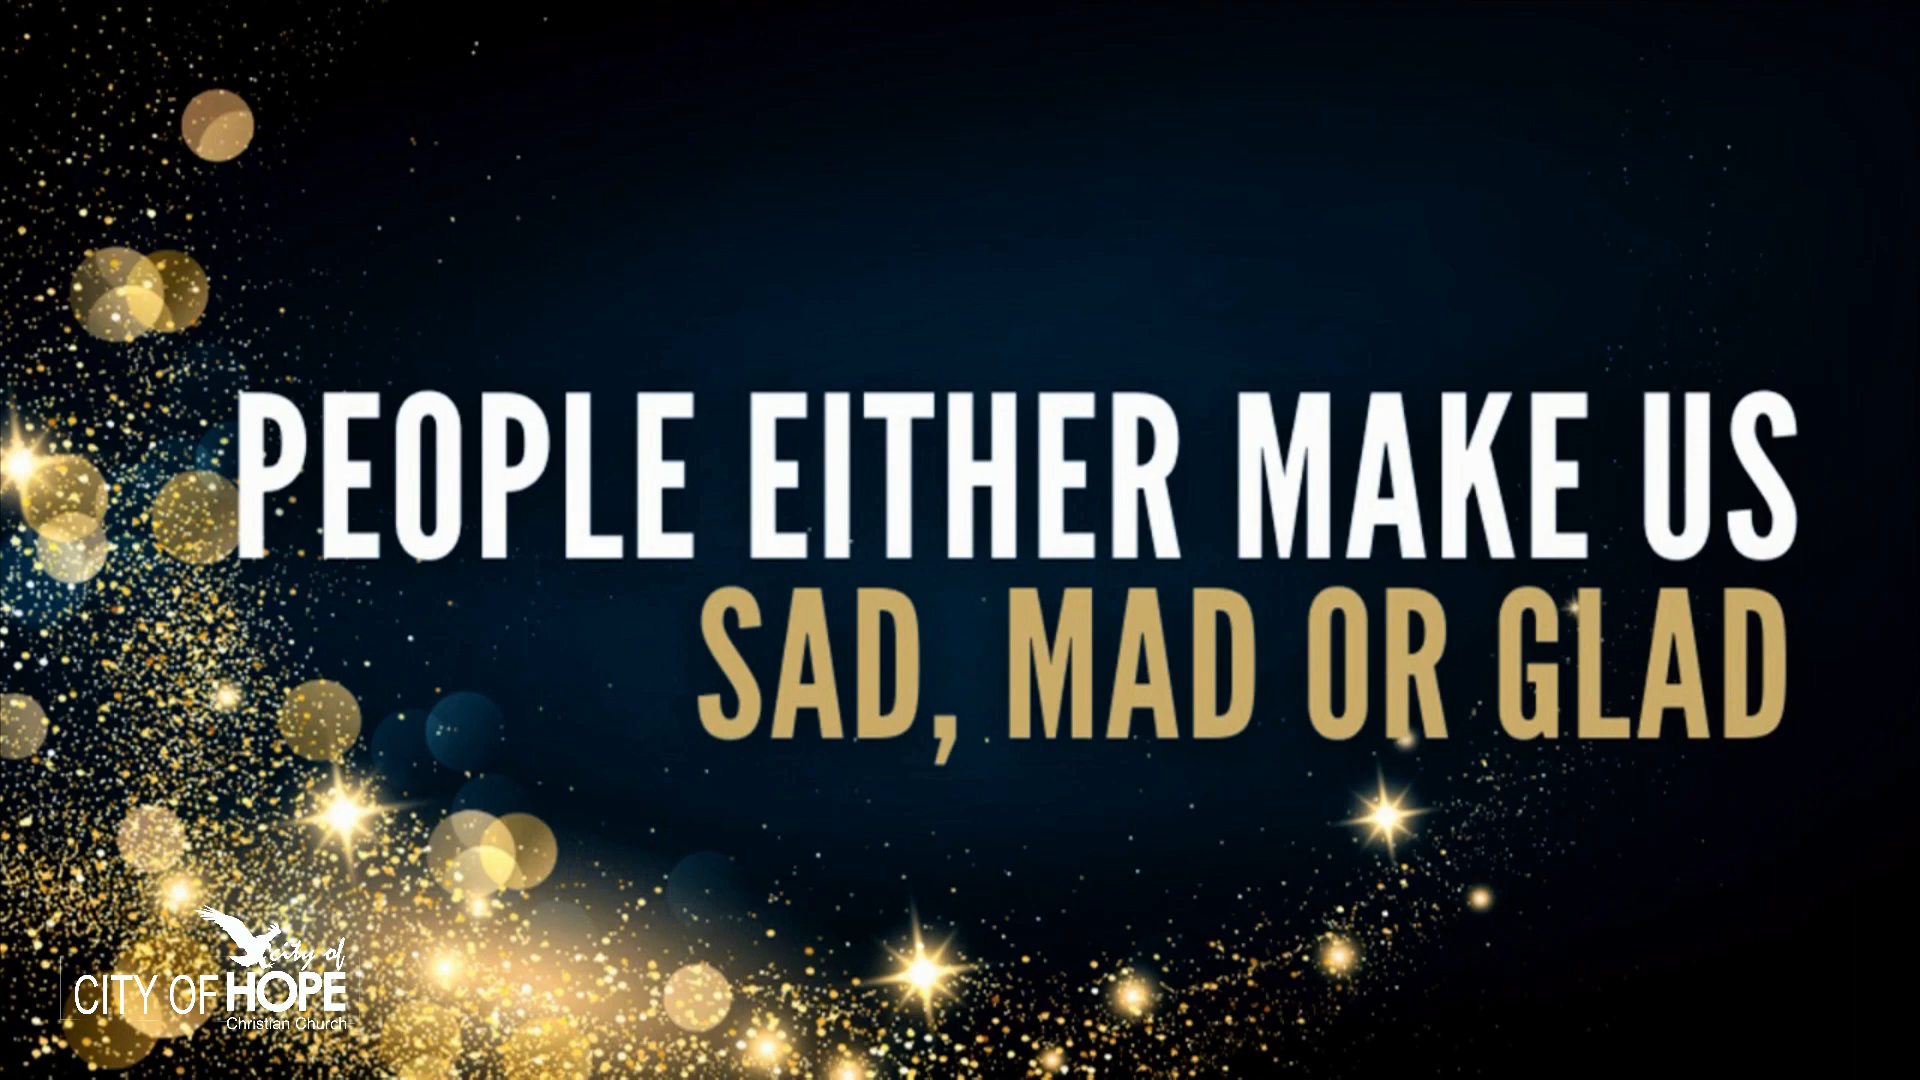 PEOPLE EITHER MAKE US
SAD, MAD OR GLAD
city of
CITY OF HOPE
Christian Church